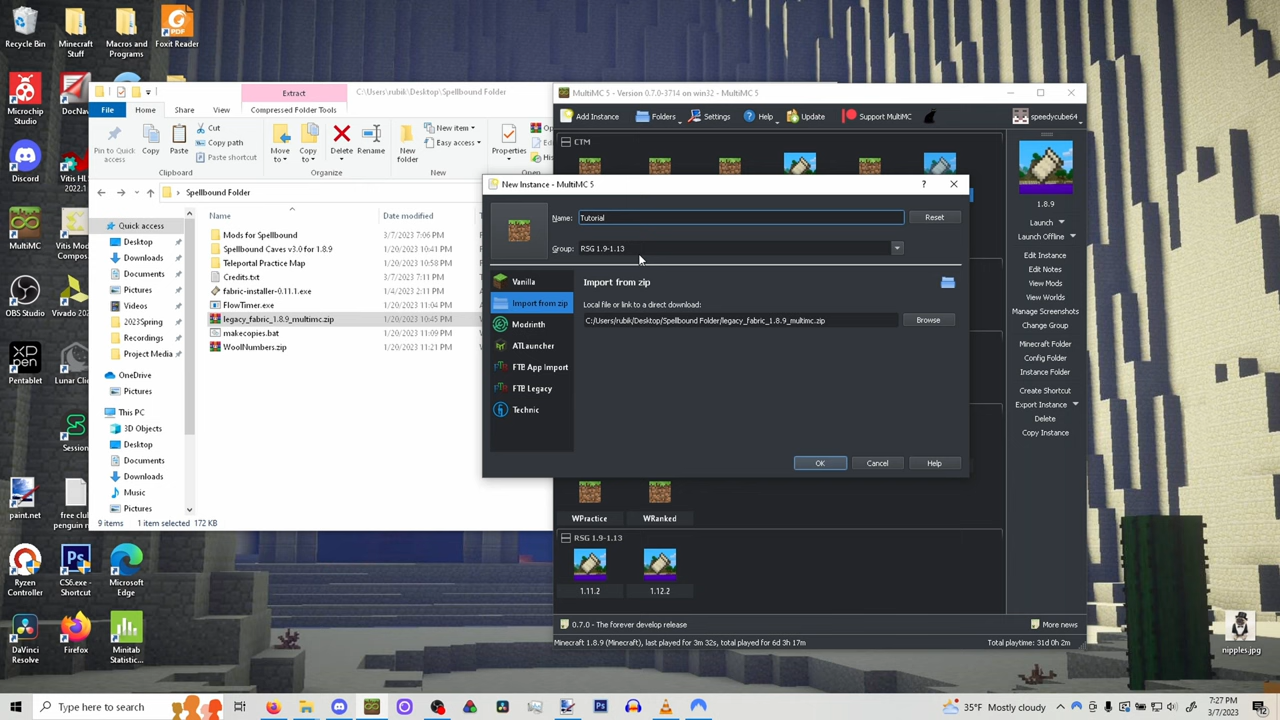 Recycle Bin
Minecraft Stuff
Macros and Programs
Foxit Reader
Microchip Studio
DocNav
Discord
Vitis HLS 2022.1
MultiMC
Vitis Mod Compos...
OBS Studio
Vivado 2022
Pentablet
Lunar Cli
Session
paint.net
free clu penguin
Ryzen Controller
CS6.exe - Shortcut
Microsoft Edge
DaVinci Resolve
Firefox
Minitab Statistic...
Extract
C:\Users\rubik\Desktop\Spellbound Folder
File
Home
Share
View
Compressed Folder Tools
Pin to Quick access
Copy
Paste
Cut
Copy path
Paste shortcut
Clipboard
Move to
Copy to
Delete
Rename
Organize
New folder
New item
Easy access
New
Properties
Open
Spellbound Folder
Name
Date modified
Quick access
Desktop
Downloads
Documents
Pictures
Videos
2023Spring
Recordings
Project Media
OneDrive
Pictures
This PC
3D Objects
Desktop
Documents
Downloads
Music
Pictures
Mods for Spellbound 3/7/2023 7:06 PM
Spellbound Caves v3.0 for 1.8.9 1/20/2023 10:41 PM
Teleportal Practice Map 1/20/2023 10:58 PM
Credits.txt 3/7/2023 7:11 PM
fabric-installer-0.11.1.exe 1/20/2023 10:41 PM
FlowTimer.exe 1/20/2023 11:04 PM
legacy_fabric_1.8.9_multimc.zip 1/20/2023 10:45 PM
makecopies.bat 1/20/2023 11:09 PM
WoolNumbers.zip 1/20/2023 11:21 PM
9 items 1 item selected 172 KB
MultiMC 5 - Version 0.7.0-3714 on win32 - MultiMC 5
Add Instance
Folders
Settings
Help
Update
Support MultiMC
speedycube64
CTM
New Instance - MultiMC 5
Name: Tutorial
Reset
Group: RSG 1.9-1.13
Vanilla
Import from zip
Modrinth
ATLauncher
FTB App Import
FTB Legacy
Technic
Import from zip
Local file or link to a direct download:
C:/Users/rubik/Desktop/Spellbound Folder/legacy_fabric_1.8.9_multimc.zip
Browse
OK
Cancel
Help
WPractice
WRanked
RSG 1.9-1.13
1.11.2
1.12.2
0.7.0 - The forever develop release
More news
Minecraft 1.8.9 (Minecraft), last played for 3m 32s, total played for 6d 3h 17m
Total playtime: 31d 0h 2m
1.8.9
Launch
Launch Offline
Edit Instance
Edit Notes
View Mods
View Worlds
Manage Screenshots
Change Group
Minecraft Folder
Config Folder
Instance Folder
Create Shortcut
Export Instance
Delete
Copy Instance
nipples.jpg
Type here to search
35°F Mostly cloudy
7:27 PM
3/7/2023
12